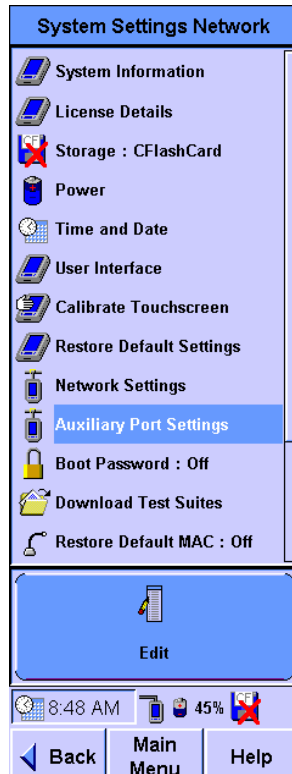 System Settings Network
System Information
License Details
CF
Storage : CFlashCard
Power
Time and Date
User Interface
Calibrate Touchscreen
Restore Default Settings
Network Settings
Auxiliary Port Settings
Boot Password : Off
Download Test Suites
Restore Default MAC : Off
Edit
8:48 AM 45%
Back
Main
Menu
Help